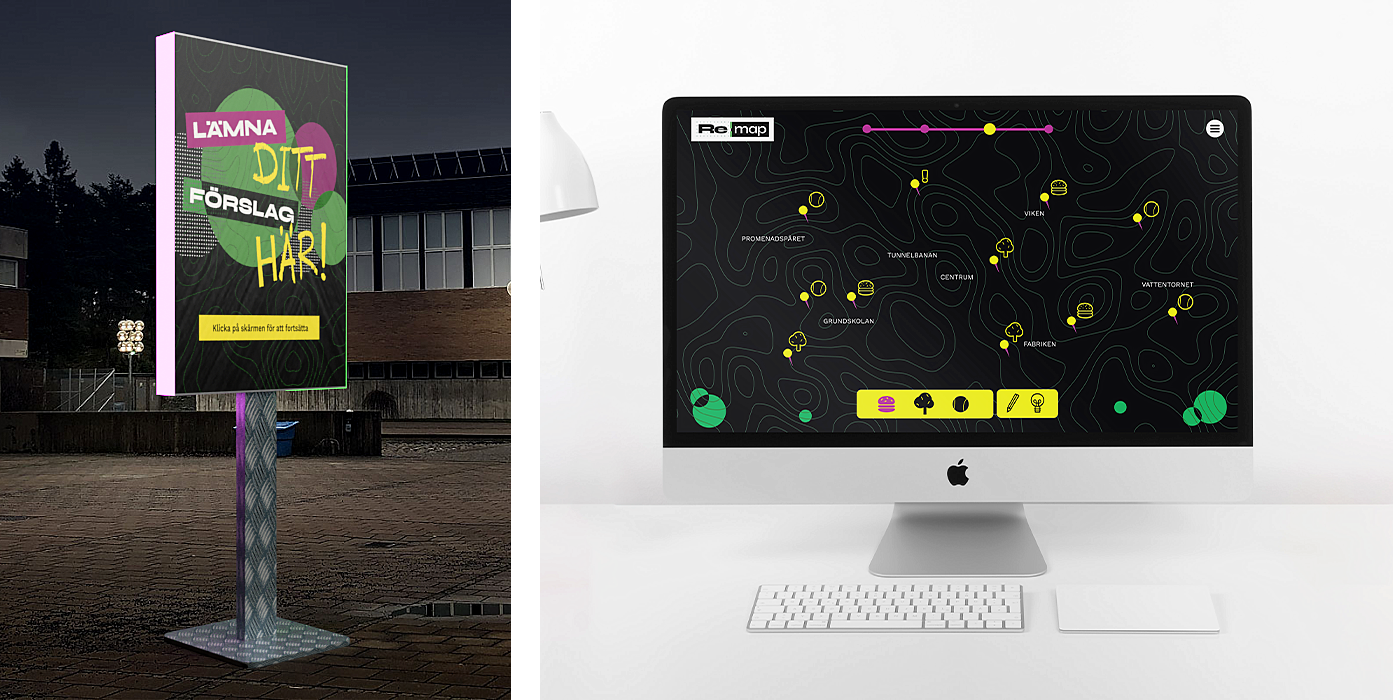 LÄMNA
DITT
FÖRSLAG
HÄR!
Klicka på skärmen för att fortsätta
Re:map
VIKEN
PROMENADSPÅRET
TUNNELBANAN
CENTRUM
VATTENTORNET
GRUNDSKOLAN
FABRIKEN